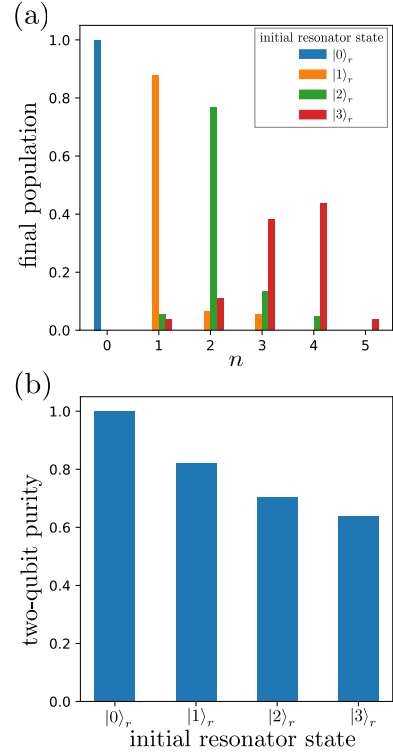 (a)
final population
1.0
0.8
0.6
0.4
0.2
0.0
initial resonator state
|0⟩r
|1⟩r
|2⟩r
|3⟩r
0 1 2 3 4 5
n
(b)
two-qubit purity
1.0
0.8
0.6
0.4
0.2
0.0
|0⟩r |1⟩r |2⟩r |3⟩r
initial resonator state